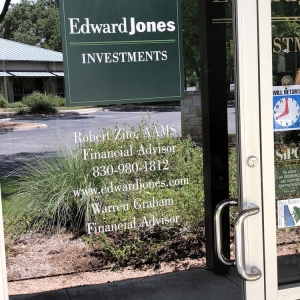 Edward Jones
INVESTMENTS
Robert Zito, AAMS
Financial Advisor
830-980-4812
www.edwardjones.com
Warren Graham
Financial Advisor
WILL RETURN
SIPC